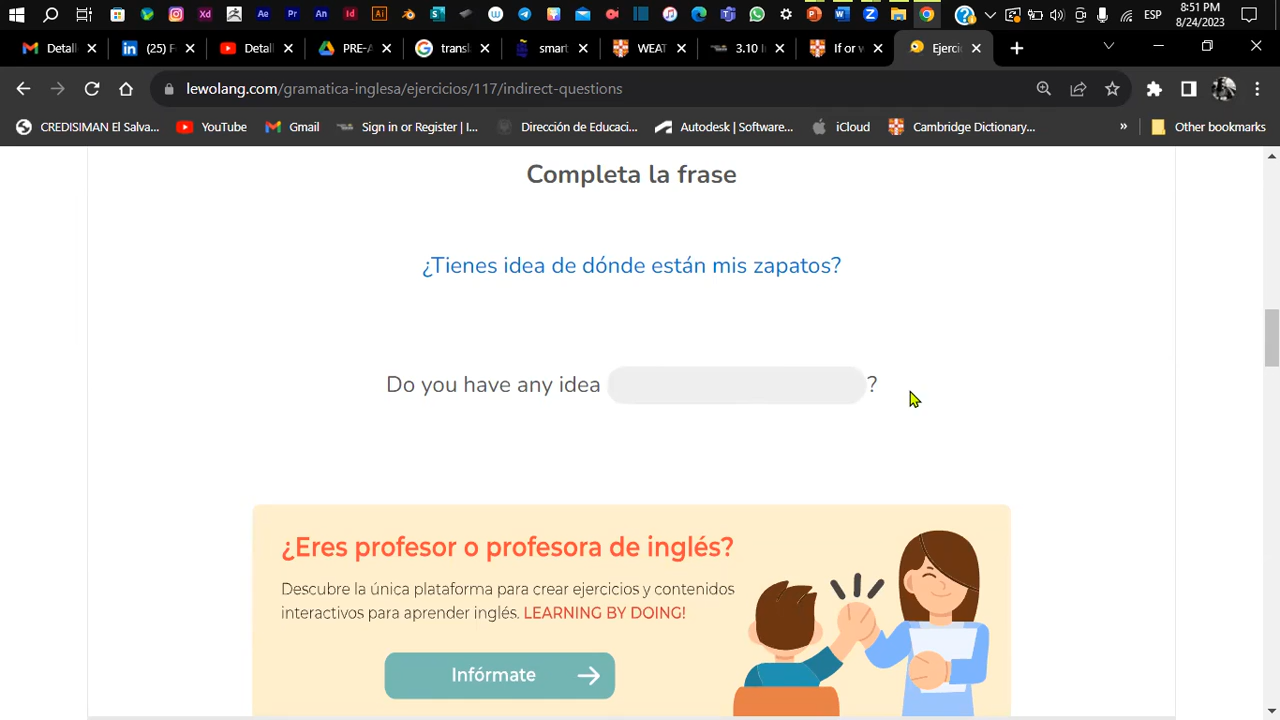 ESP
8:51 PM
8/24/2023
Detall
(25) F
Detall
PRE-A
transl
smart
WEAT
3.10 I
If or w
Ejerci
lewolang.com/gramatica-inglesa/ejercicios/117/indirect-questions
CREDISIMAN El Salva...
YouTube
Gmail
Sign in or Register | I...
Dirección de Educaci...
Autodesk | Software...
iCloud
Cambridge Dictionary...
»
Other bookmarks
Completa la frase
¿Tienes idea de dónde están mis zapatos?
Do you have any idea ?
¿Eres profesor o profesora de inglés?
Descubre la única plataforma para crear ejercicios y contenidos
interactivos para aprender inglés. LEARNING BY DOING!
Infórmate